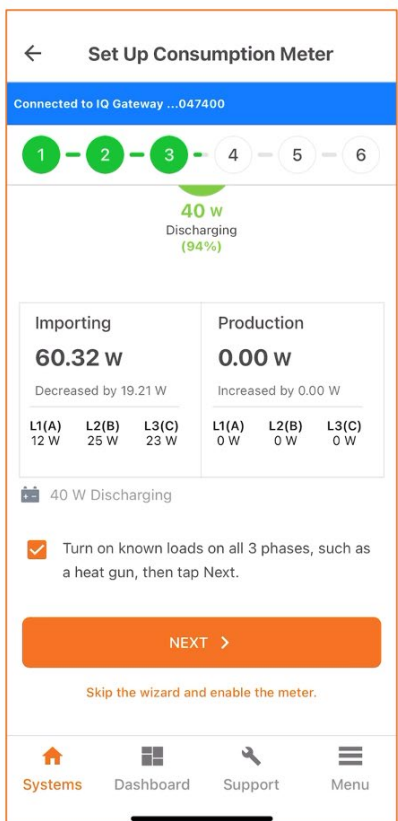 Set Up Consumption Meter
Connected to IQ Gateway ...047400
1 2 3 4 5 6
40 W
Discharging
(94%)
Importing
60.32 W
Decreased by 19.21 W
L1(A) L2(B) L3(C)
12 W 25 W 23 W
Production
0.00 W
Increased by 0.00 W
L1(A) L2(B) L3(C)
0 W 0 W 0 W
40 W Discharging
Turn on known loads on all 3 phases, such as
a heat gun, then tap Next.
NEXT
Skip the wizard and enable the meter.
Systems Dashboard Support Menu